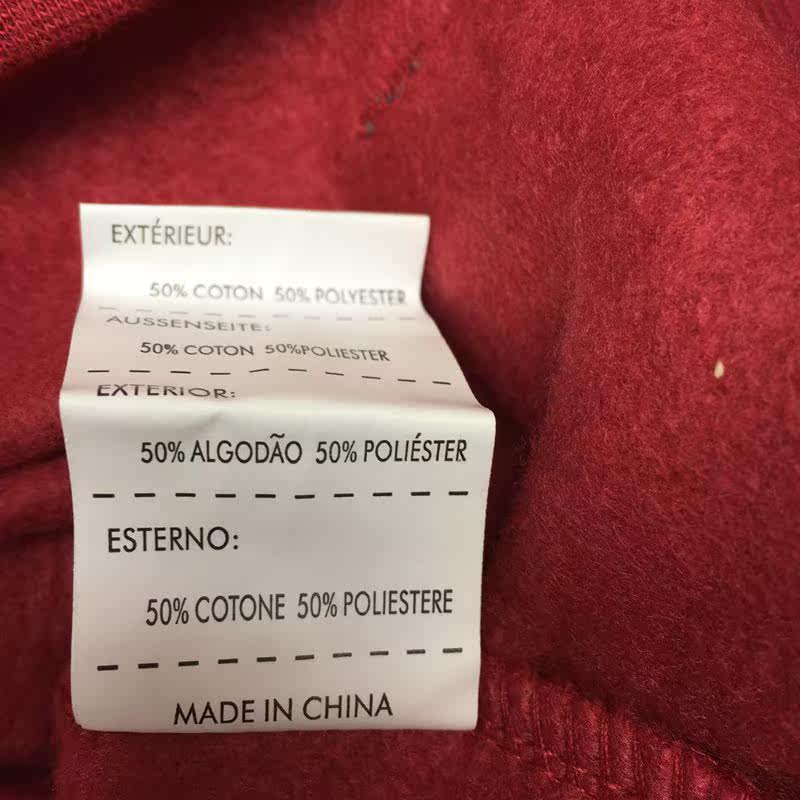 EXTÉRIEUR:
50% COTON 50% POLYESTER
AUSSENSEITE:
50% COTON 50%POLIESTER
EXTERIOR:
50% ALGODÃO 50% POLIÉSTER
ESTERNO:
50% COTONE 50% POLIESTERE
MADE IN CHINA